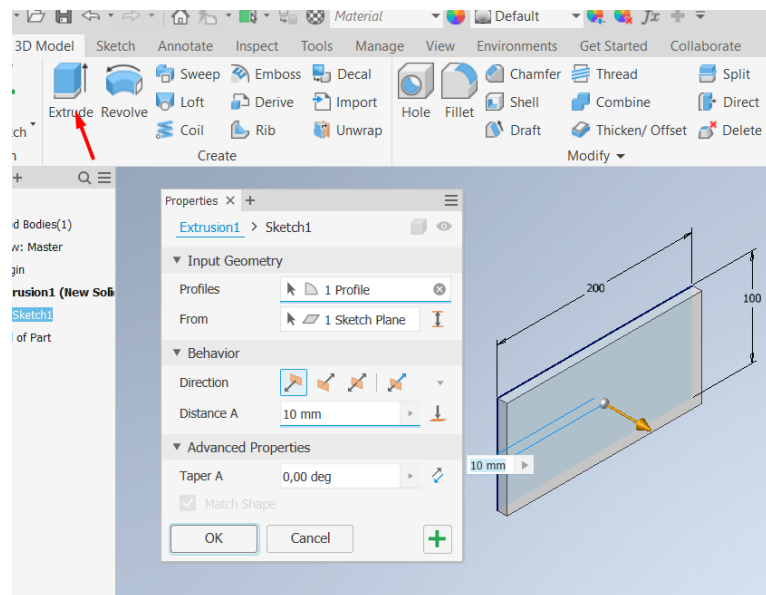 Material Default fx
3D Model Sketch Annotate Inspect Tools Manage View Environments Get Started Collaborate
Sweep Emboss Decal Chamfer Thread Split
Extrude Revolve Loft Derive Import Hole Fillet Shell Combine Direct
ch Coil Rib Unwrap Draft Thicken/ Offset Delete
Create Modify
Properties
Extrusion1 > Sketch1
d Bodies(1)
w: Master
gin
rusion1 (New Soli
Sketch1
of Part
Input Geometry
Profiles 1 Profile
From 1 Sketch Plane
Behavior
Direction
Distance A 10 mm
Advanced Properties
Taper A 0,00 deg
Match Shape
OK Cancel
200
100
10 mm